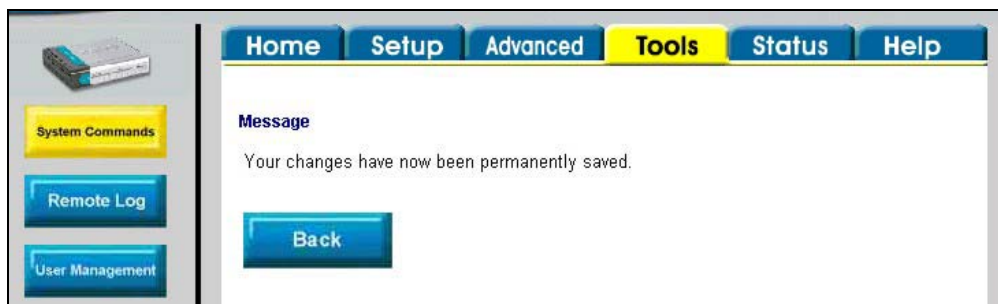 Home Setup Advanced Tools Status Help
System Commands
Remote Log
User Management
Message
Your changes have now been permanently saved.
Back